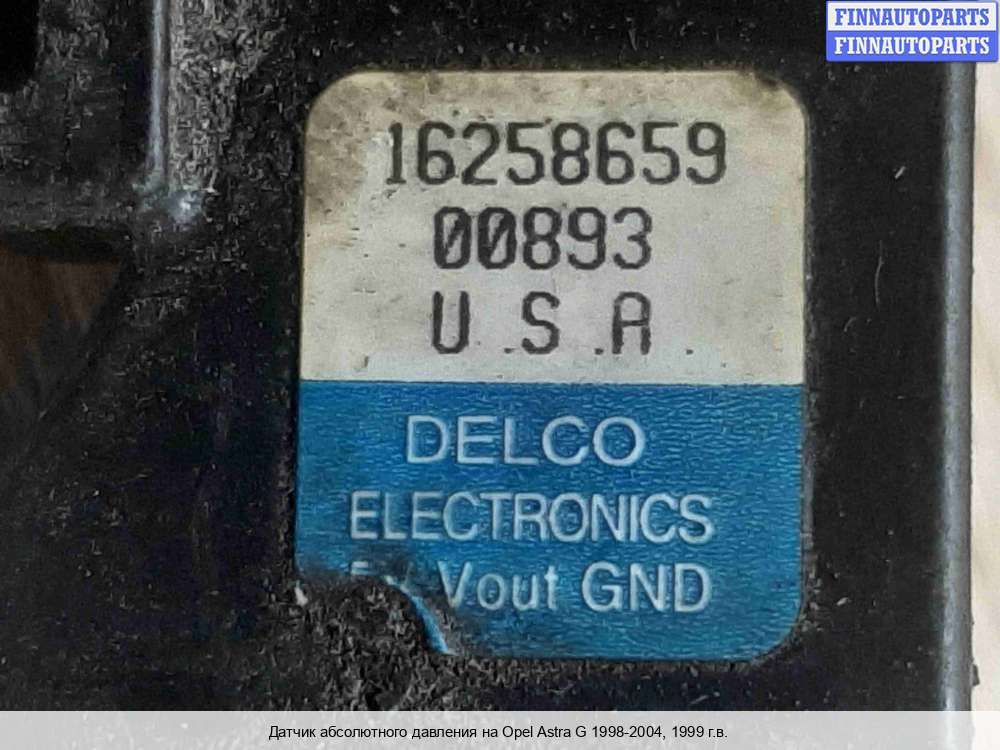 FINNAUTOPARTS
FINNAUTOPARTS
16258659
00893
U.S.A.
DELCO
ELECTRONICS
Vout GND
Датчик абсолютного давления на Opel Astra G 1998-2004, 1999 г.в.